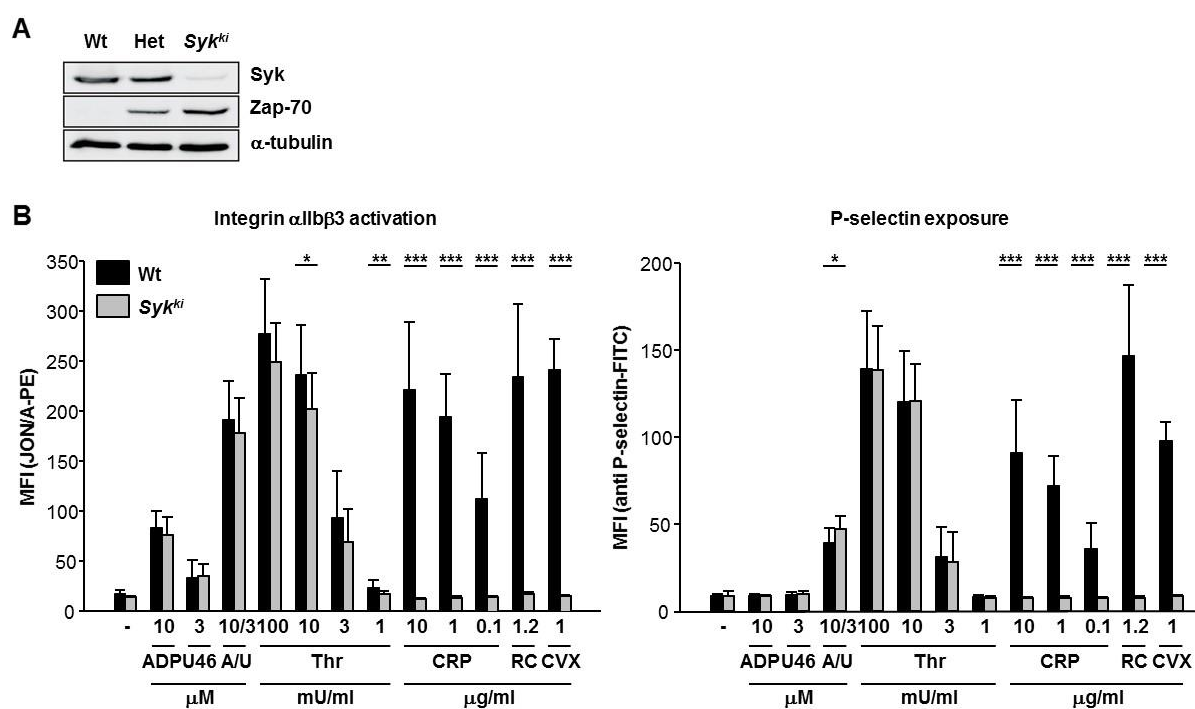 A
Wt Het Syk^ki
Syk
Zap-70
α-tubulin
B
Integrin αIIbβ3 activation
P-selectin exposure
* ** *** *** *** *** ***
* *** *** *** *** ***
Wt
Syk^ki
MFI (JON/A-PE)
350
300
250
200
150
100
50
0
- 10 3 10/3 100 10 3 1 10 1 0.1 1.2 1
ADP U46 A/U Thr CRP RC CVX
µM mU/ml µg/ml
MFI (anti P-selectin-FITC)
200
150
100
50
0
- 10 3 10/3 100 10 3 1 10 1 0.1 1.2 1
ADP U46 A/U Thr CRP RC CVX
µM mU/ml µg/ml